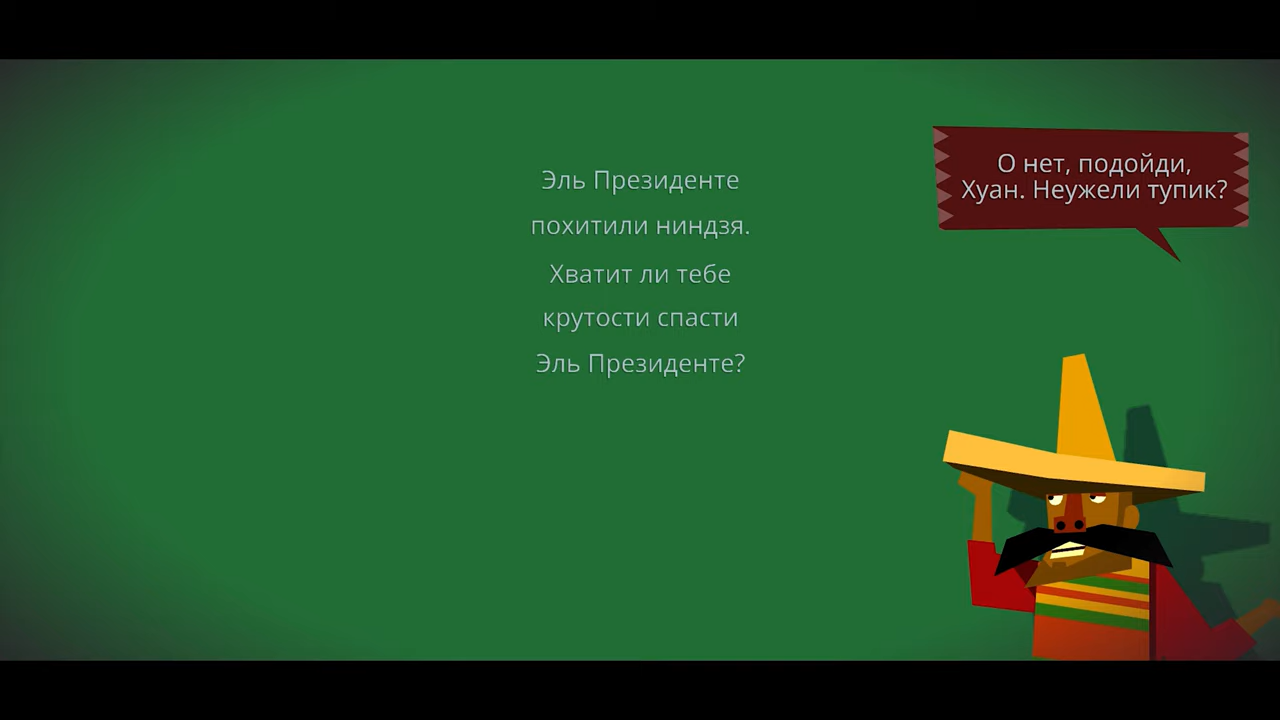 Эль Президенте
похитили ниндзя.
Хватит ли тебе
крутости спасти
Эль Президенте?
О нет, подойди,
Хуан. Неужели тупик?